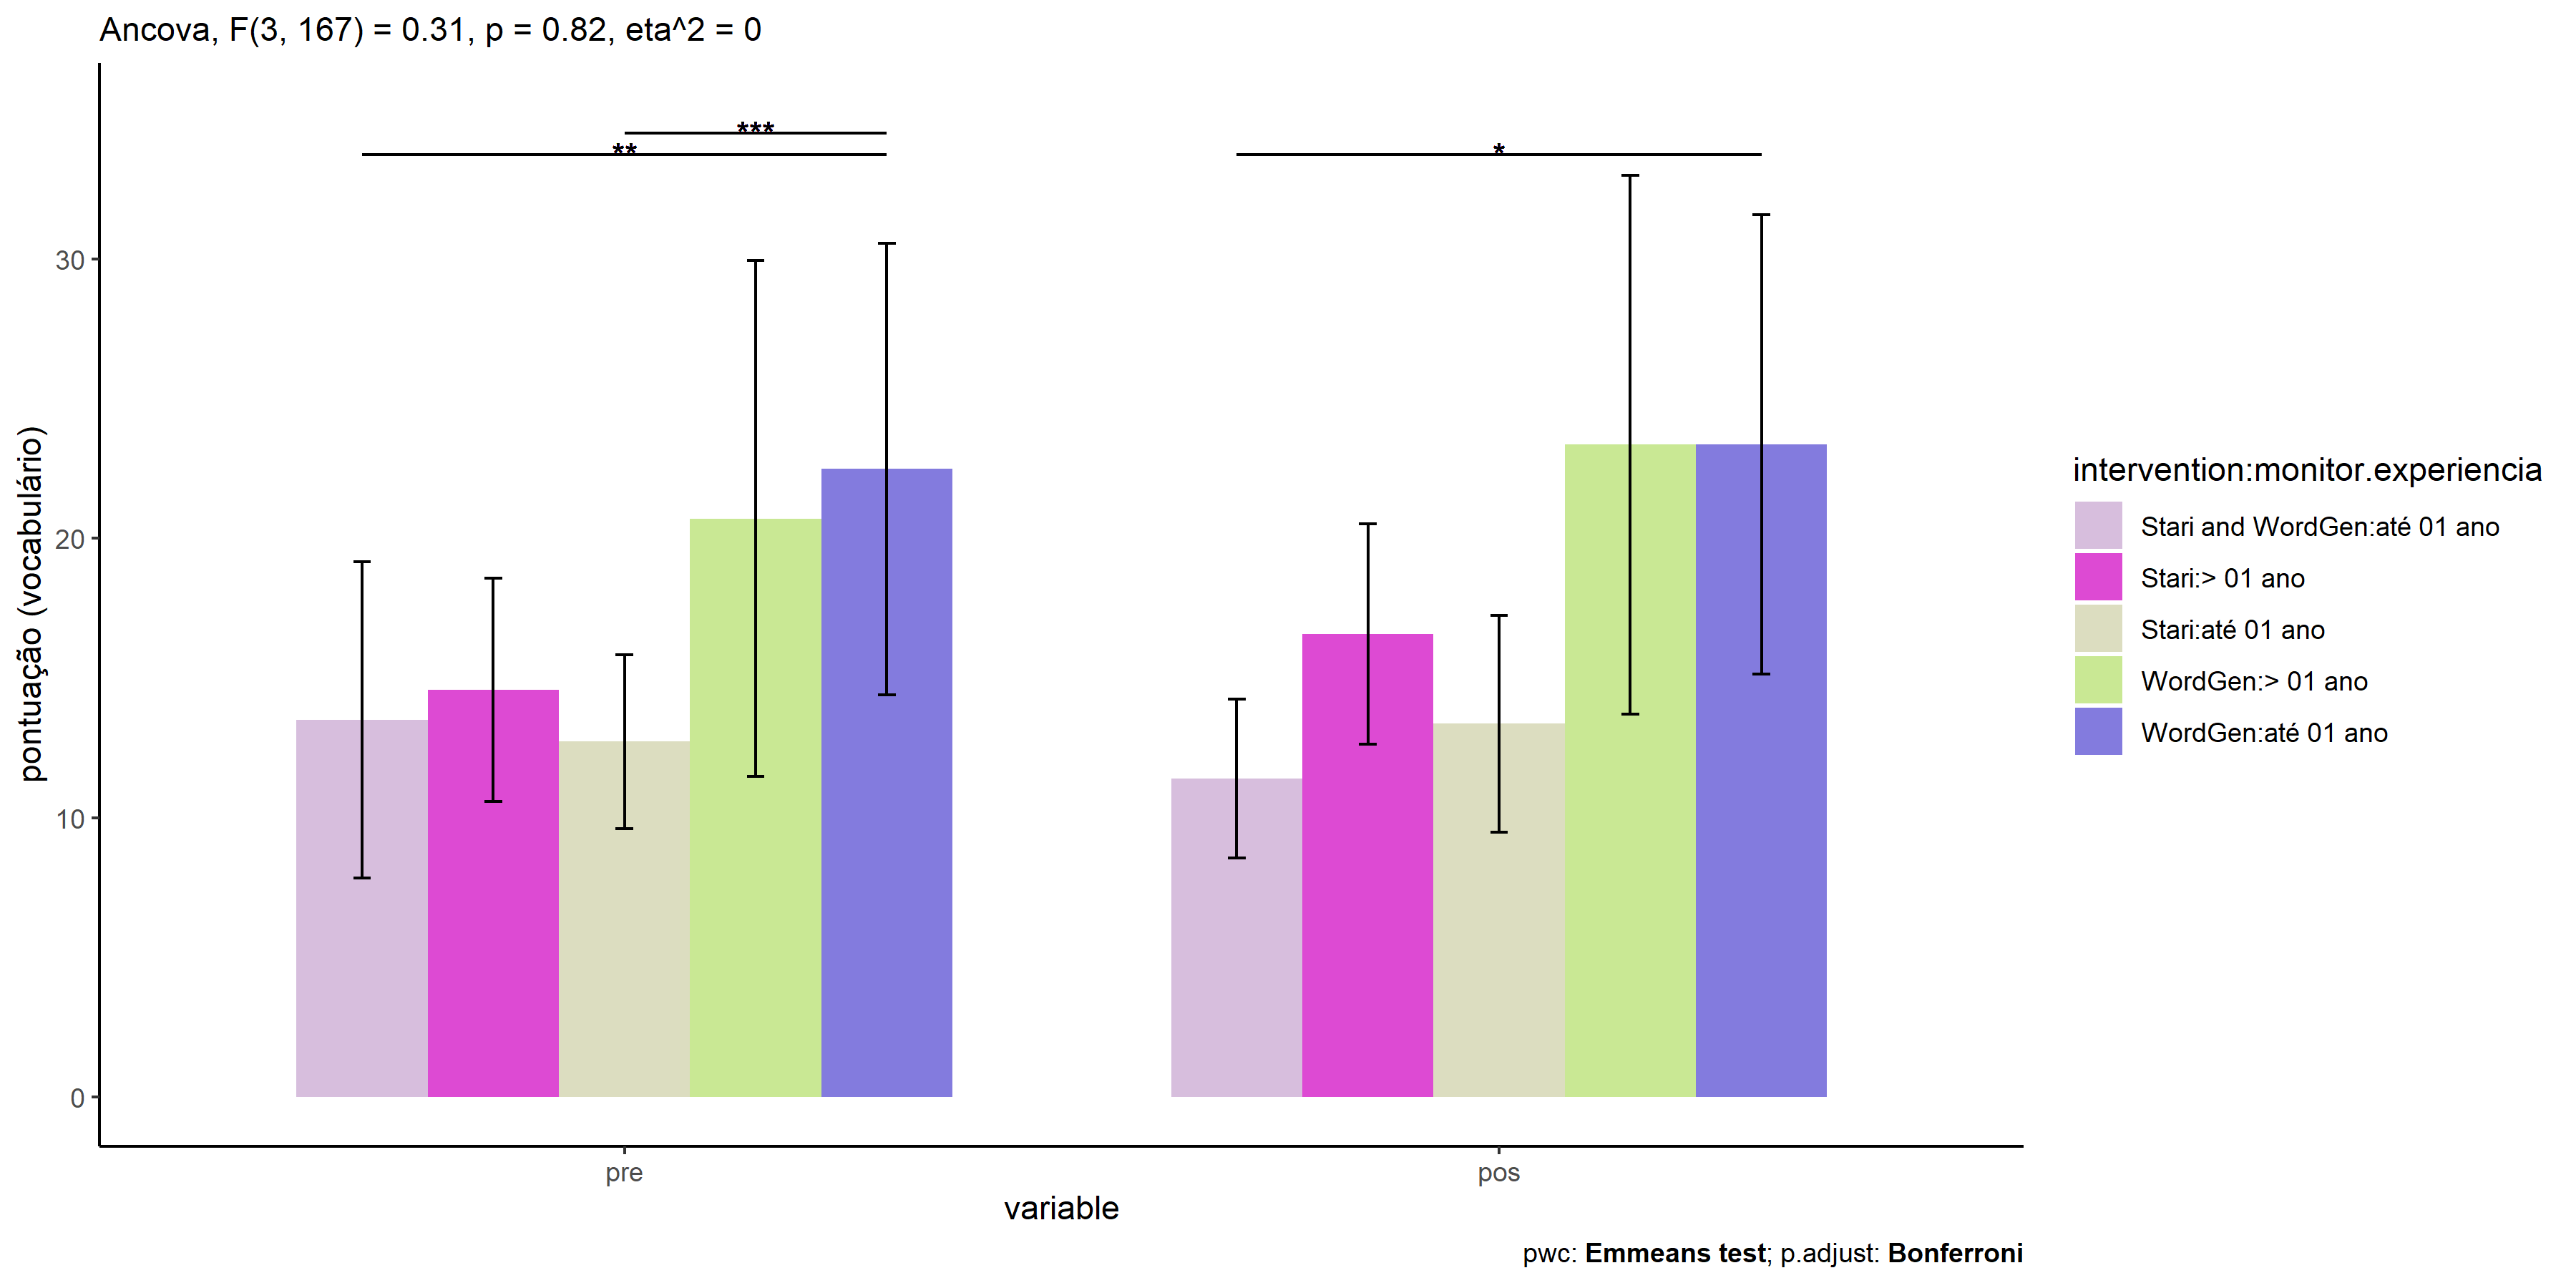 Ancova, F(3, 167) = 0.31, p = 0.82, eta^2 = 0
***
**
*
30
20
10
0
pontuação (vocabulário)
pre
pos
variable
intervention:monitor.experiencia
Stari and WordGen:até 01 ano
Stari:> 01 ano
Stari:até 01 ano
WordGen:> 01 ano
WordGen:até 01 ano
pwc: Emmeans test; p.adjust: Bonferroni